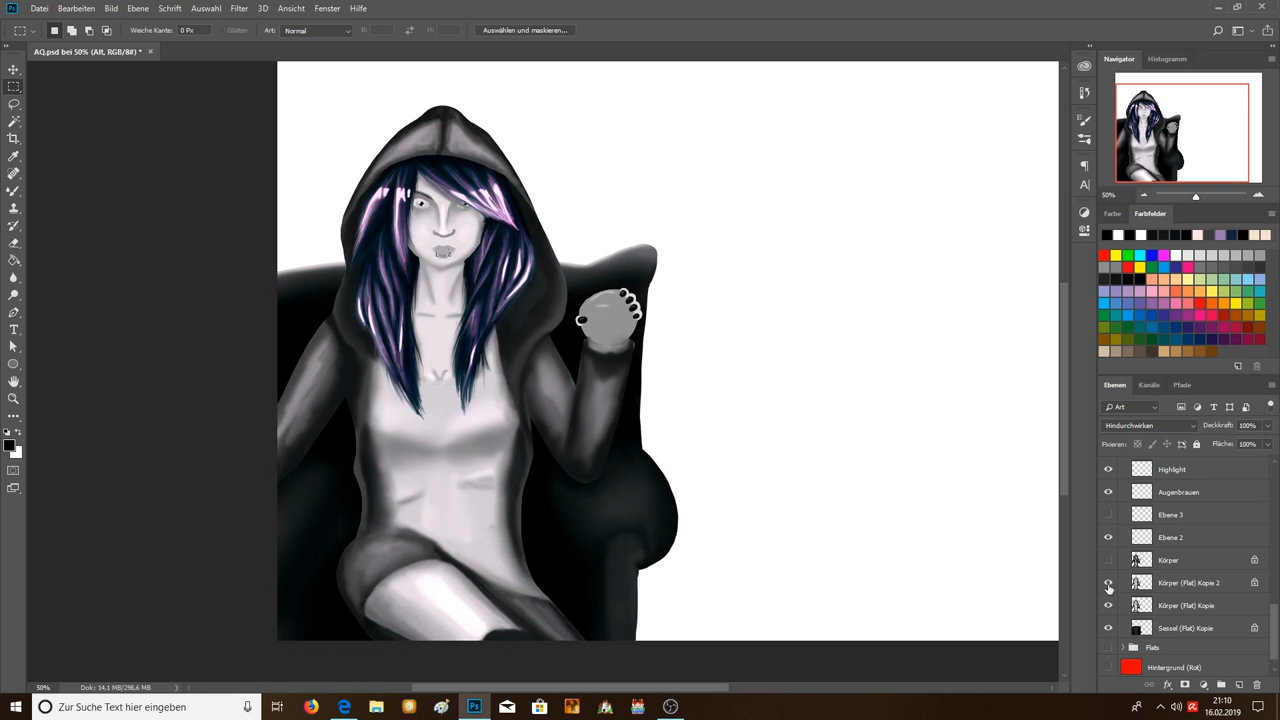 Datei Bearbeiten Bild Ebene Schrift Auswahl Filter 3D Ansicht Fenster Hilfe
Weiche Kante: 0 Px Glätten Art: Normal B: H: Auswählen und maskieren...
AQ.psd bei 50% (Alt, RGB/8#) *
Navigator Histogramm
50%
Farbe Farbfelder
Ebenen Kanäle Pfade
Art
Hindurchwirken Deckkraft: 100%
Fixieren: Fläche: 100%
Highlight
Augenbrauen
Ebene 3
Ebene 2
Körper
Körper (Flat) Kopie 2
Körper (Flat) Kopie
Sessel (Flat) Kopie
Flats
Hintergrund (Rot)
50% Dok: 14,1 MB/298,6 MB
Zur Suche Text hier eingeben
21:10
16.02.2019